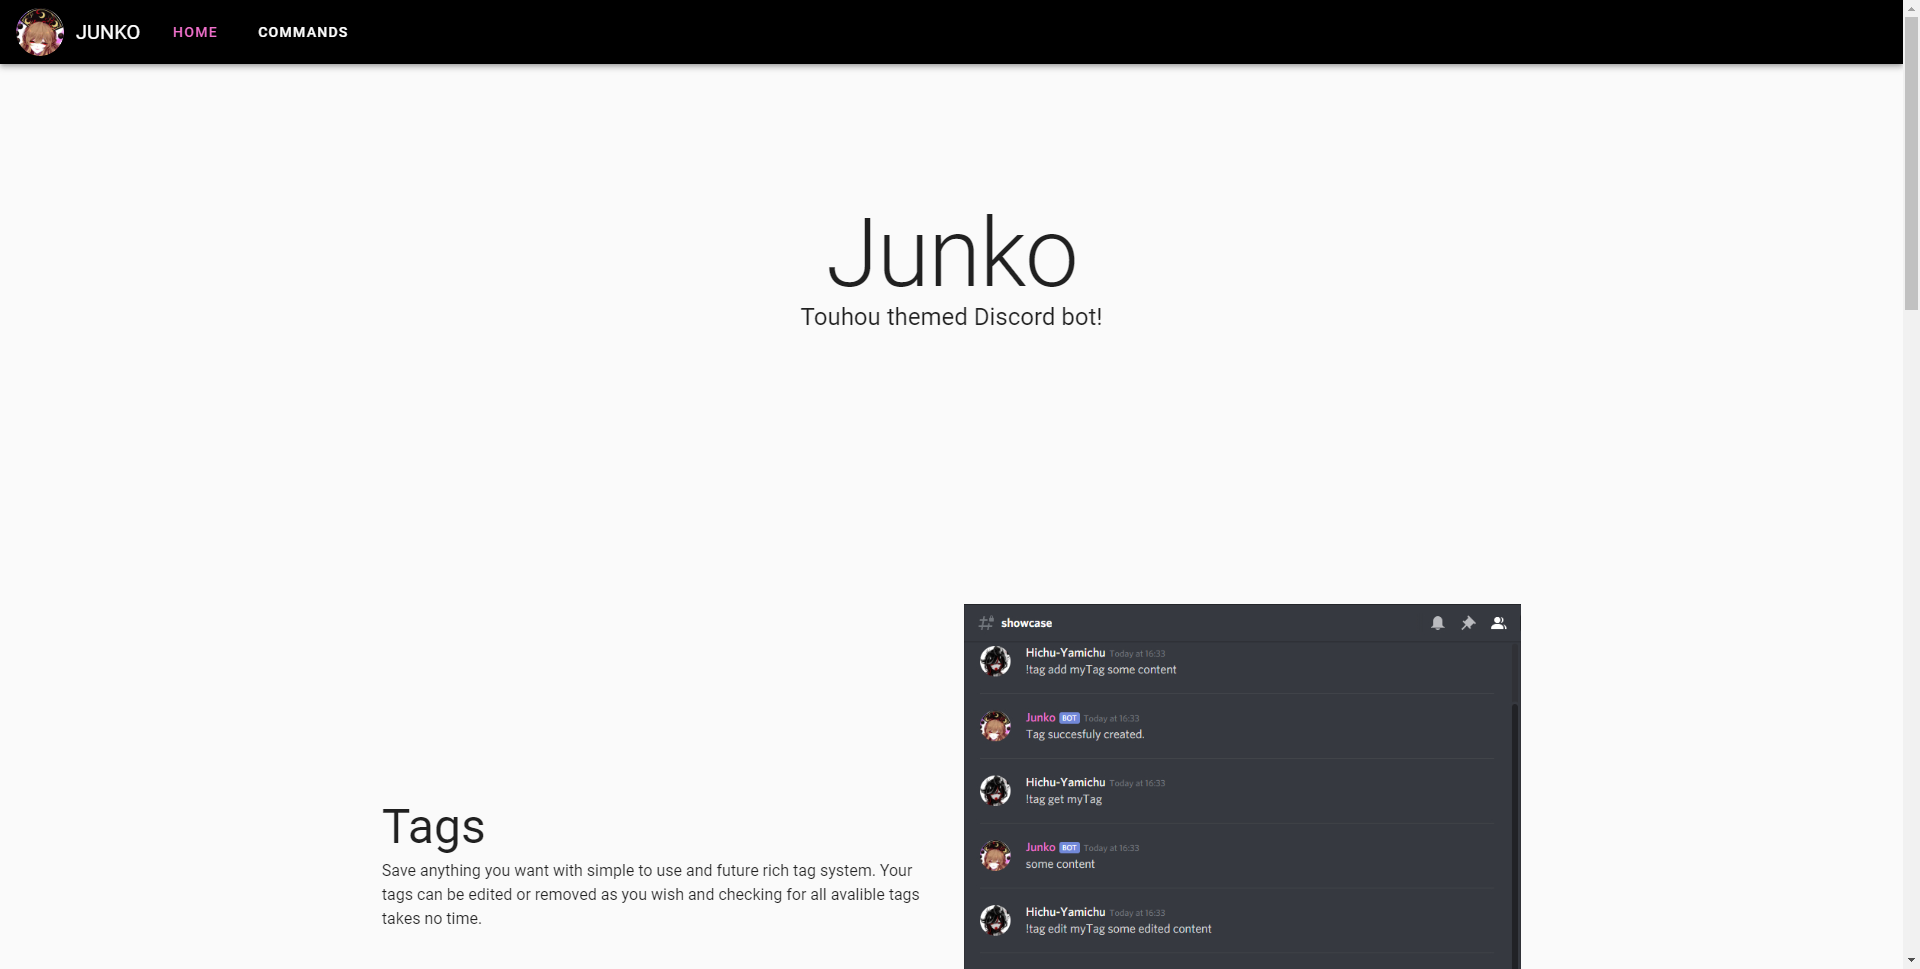 JUNKO HOME COMMANDS
Junko
Touhou themed Discord bot!
Tags
Save anything you want with simple to use and future rich tag system. Your
tags can be edited or removed as you wish and checking for all avalible tags
takes no time.
showcase
Hichu-Yamichu Today at 16:33
!tag add myTag some content
Junko BOT Today at 16:33
Tag succesfuly created.
Hichu-Yamichu Today at 16:33
!tag get myTag
Junko BOT Today at 16:33
some content
Hichu-Yamichu Today at 16:33
!tag edit myTag some edited content